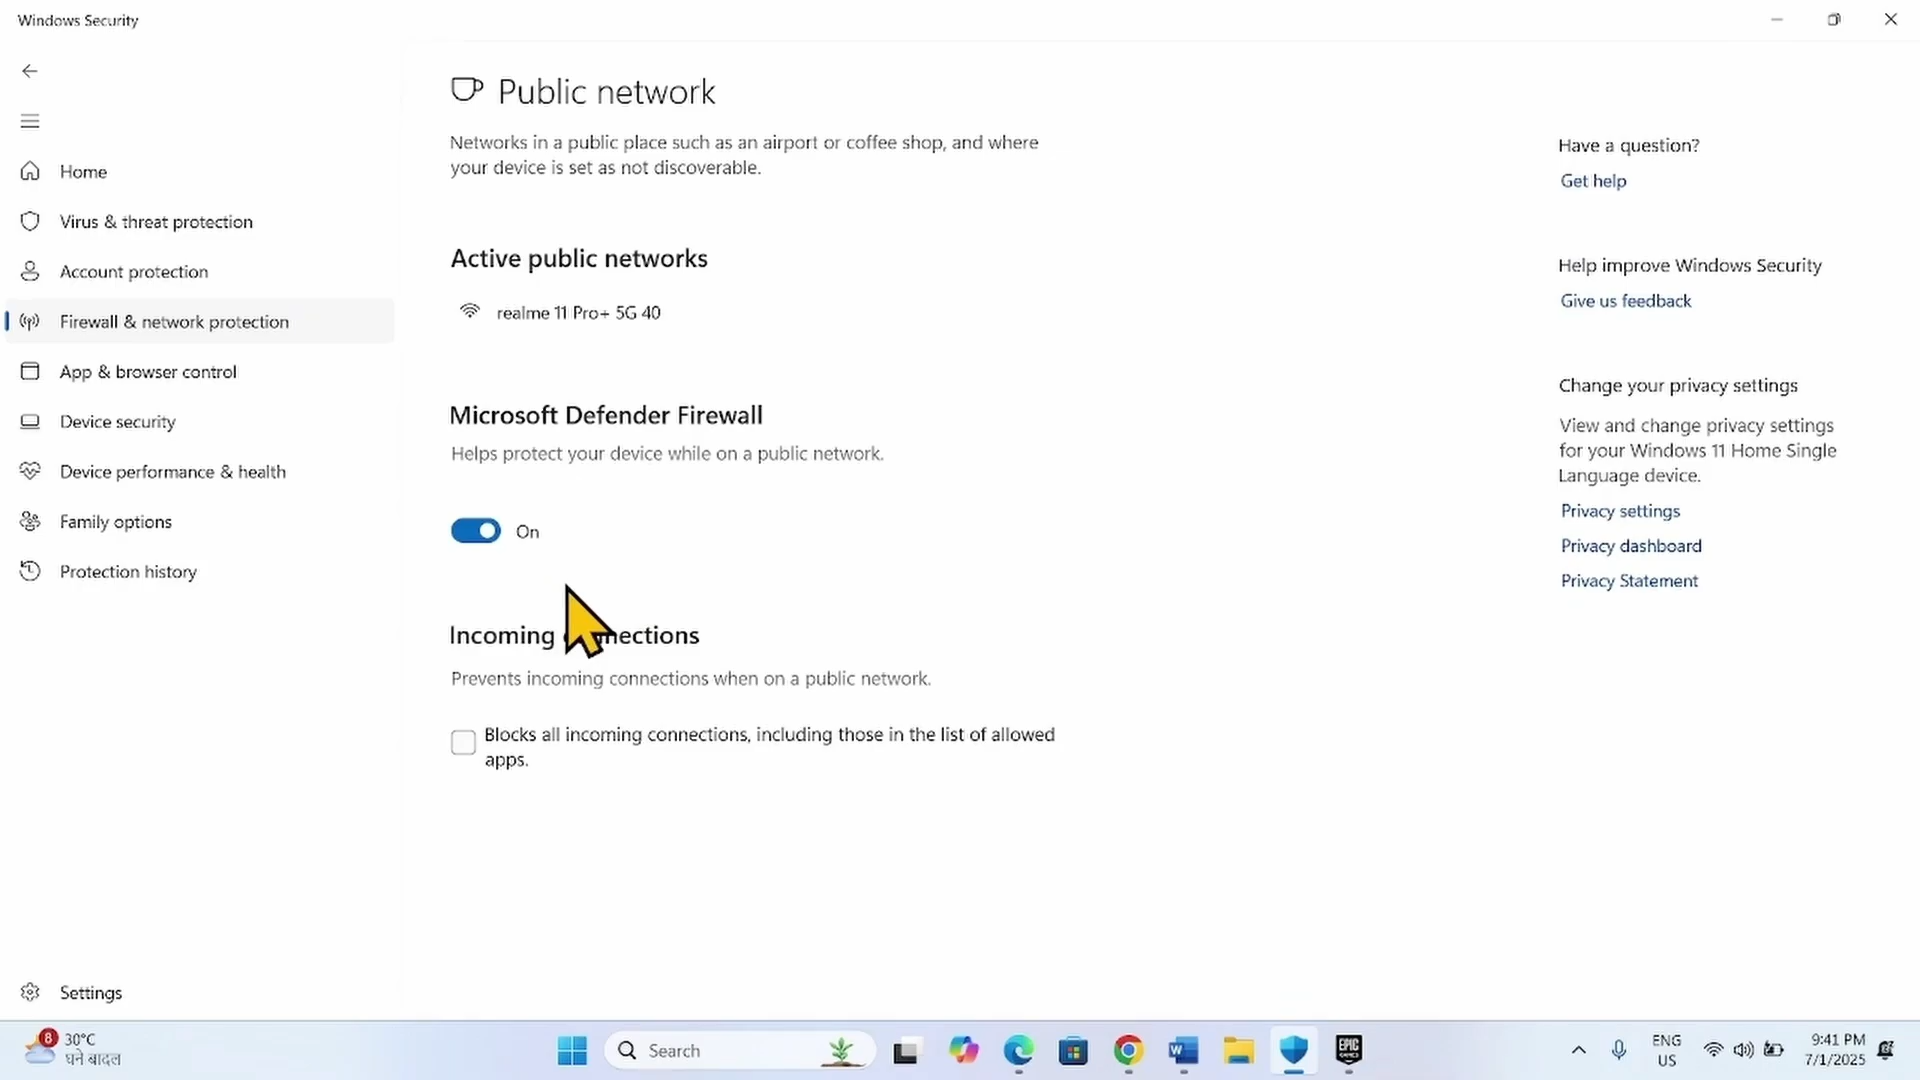 Windows Security
Public network
Networks in a public place such as an airport or coffee shop, and where
your device is set as not discoverable.
Active public networks
realme 11 Pro+ 5G 40
Microsoft Defender Firewall
Helps protect your device while on a public network.
On
Incoming
Prevents incoming connections when on a public network.
Blocks all incoming connections, including those in the list of allowed
apps.
Home
Virus & threat protection
Account protection
Firewall & network protection
App & browser control
Device security
Device performance & health
Family options
Protection history
Settings
Have a question?
Get help
Help improve Windows Security
Give us feedback
Change your privacy settings
View and change privacy settings
for your Windows 11 Home Single
Language device.
Privacy settings
Privacy dashboard
Privacy Statement
8
30°C
घने बादल
Search
EPIC
GAMES
ENG
US
9:41 PM
7/1/2025